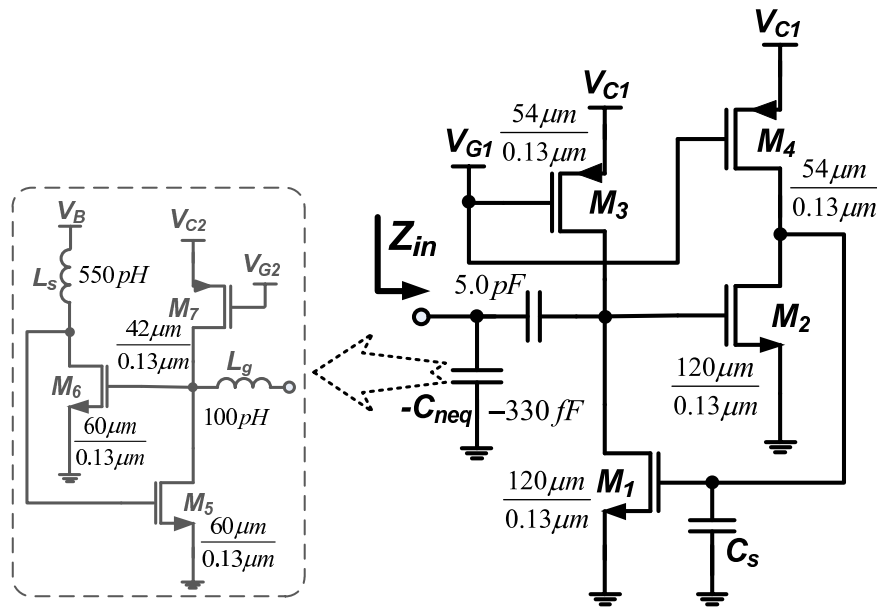 V_C1
V_C1
54μm
0.13μm
V_G1
M_4
M_3
54μm
0.13μm
V_B
V_C2
Z_in
L_s
550pH
V_G2
5.0pF
M_7
M_2
42μm
0.13μm
L_g
M_6
100pH
120μm
0.13μm
-C_neq
−330fF
60μm
0.13μm
M_1
120μm
0.13μm
M_5
60μm
0.13μm
C_s